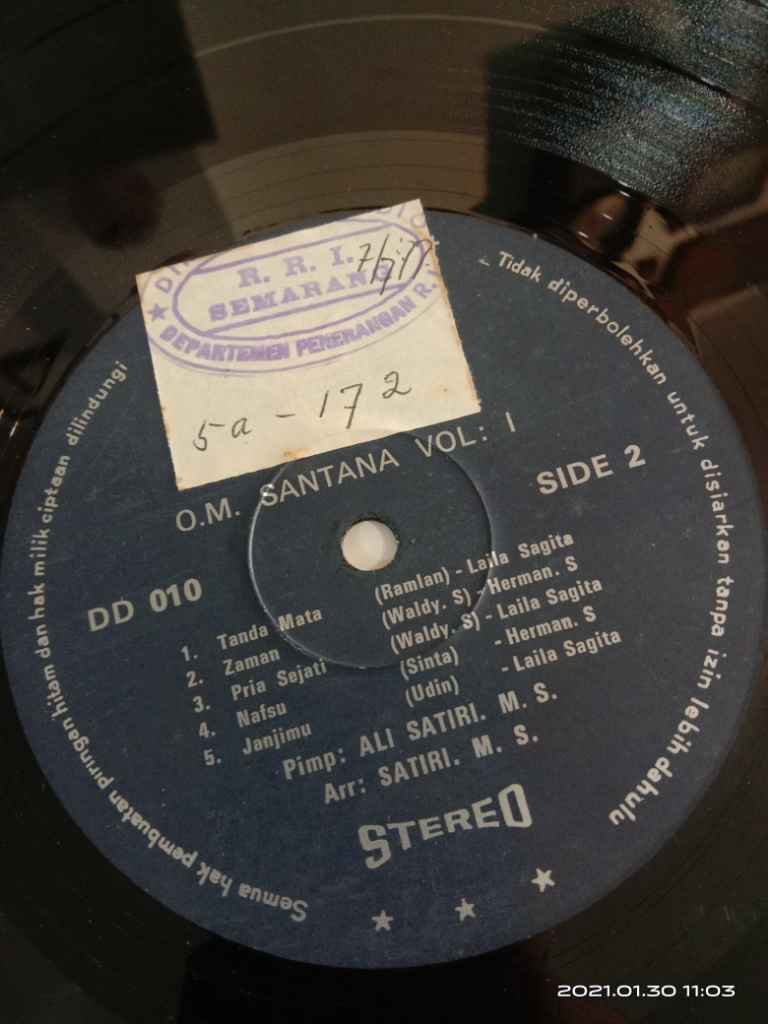 R. R. I.
SEMARANG
DEPARTEMEN PENERANGAN R.
5a - 172
O.M. SANTANA VOL: I
SIDE 2
DD 010
1. Tanda Mata (Ramlan) - Laila Sagita
2. Zaman (Waldy. S) - Herman. S
3. Pria Sejati (Waldy. S) - Laila Sagita
4. Nafsu (Sinta) - Herman. S
5. Janjimu (Udin) - Laila Sagita
Pimp: ALI SATIRI. M. S.
Arr: SATIRI. M. S.
STEREO
Semua hak pembuatan piringan hitam dan hak milik ciptaan dilindungi
Tidak diperbolehkan untuk disiarkan tanpa izin lebih dahulu
2021.01.30 11:03